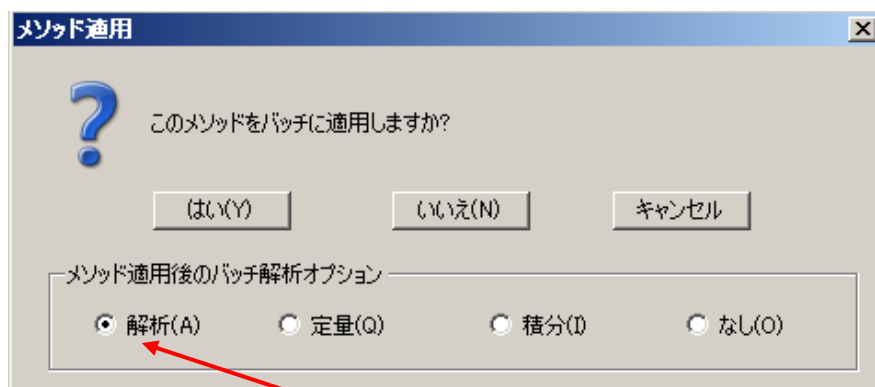 メソッド適用
このメソッドをバッチに適用しますか?
はい(Y) いいえ(N) キャンセル
メソッド適用後のバッチ解析オプション
解析(A) 定量(Q) 積分(I) なし(O)